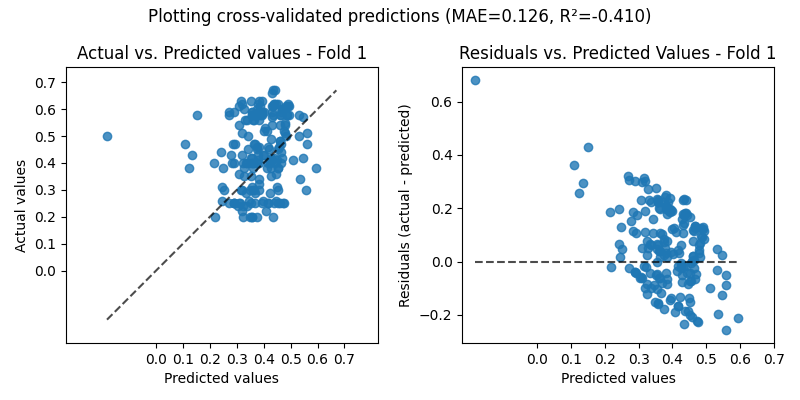 Plotting cross-validated predictions (MAE=0.126, R²=-0.410)
Actual vs. Predicted values - Fold 1
Actual values
0.7
0.6
0.5
0.4
0.3
0.2
0.1
0.0
0.0 0.1 0.2 0.3 0.4 0.5 0.6 0.7
Predicted values
Residuals vs. Predicted Values - Fold 1
Residuals (actual - predicted)
0.6
0.4
0.2
0.0
−0.2
0.0 0.1 0.2 0.3 0.4 0.5 0.6 0.7
Predicted values